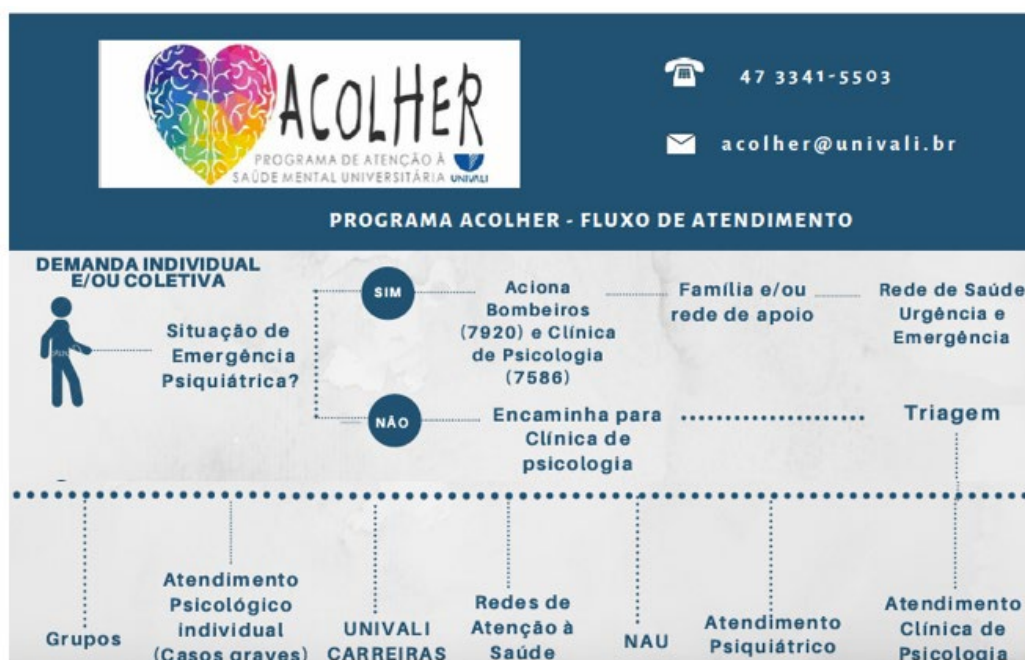 ACOLHER
PROGRAMA DE ATENÇÃO À
SAÚDE MENTAL UNIVERSITÁRIA UNIVALI
47 3341-5503
acolher@univali.br
PROGRAMA ACOLHER - FLUXO DE ATENDIMENTO
DEMANDA INDIVIDUAL
E/OU COLETIVA
Situação de
Emergência
Psiquiátrica?
SIM
Aciona
Bombeiros
(7920) e Clínica
de Psicologia
(7586)
Família e/ou
rede de apoio
Rede de Saúde
Urgência e
Emergência
NÃO
Encaminha para
Clínica de
psicologia
Triagem
Grupos
Atendimento
Psicológico
individual
(Casos graves)
UNIVALI
CARREIRAS
Redes de
Atenção à
Saúde
NAU
Atendimento
Psiquiátrico
Atendimento
Clínica de
Psicologia